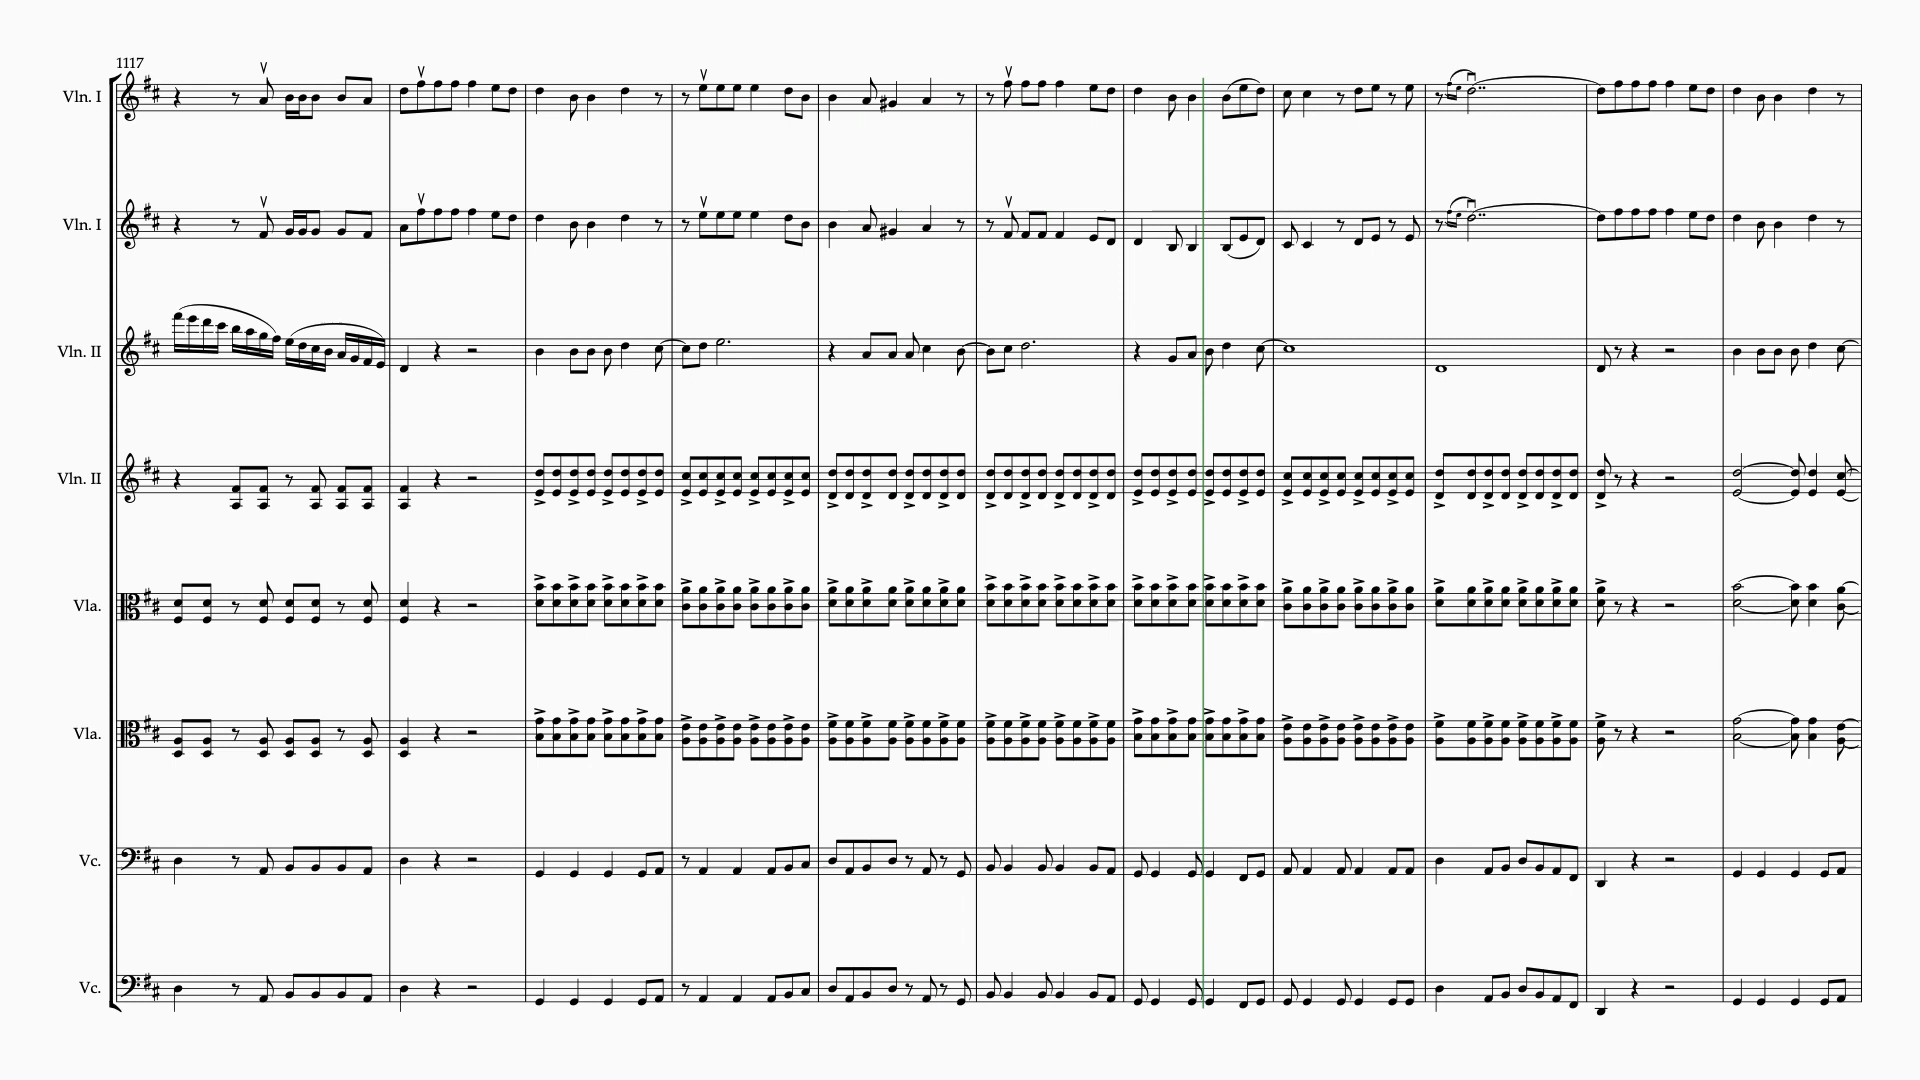 1117
Vln. I
Vln. I
Vln. II
Vln. II
Vla.
Vla.
Vc.
Vc.